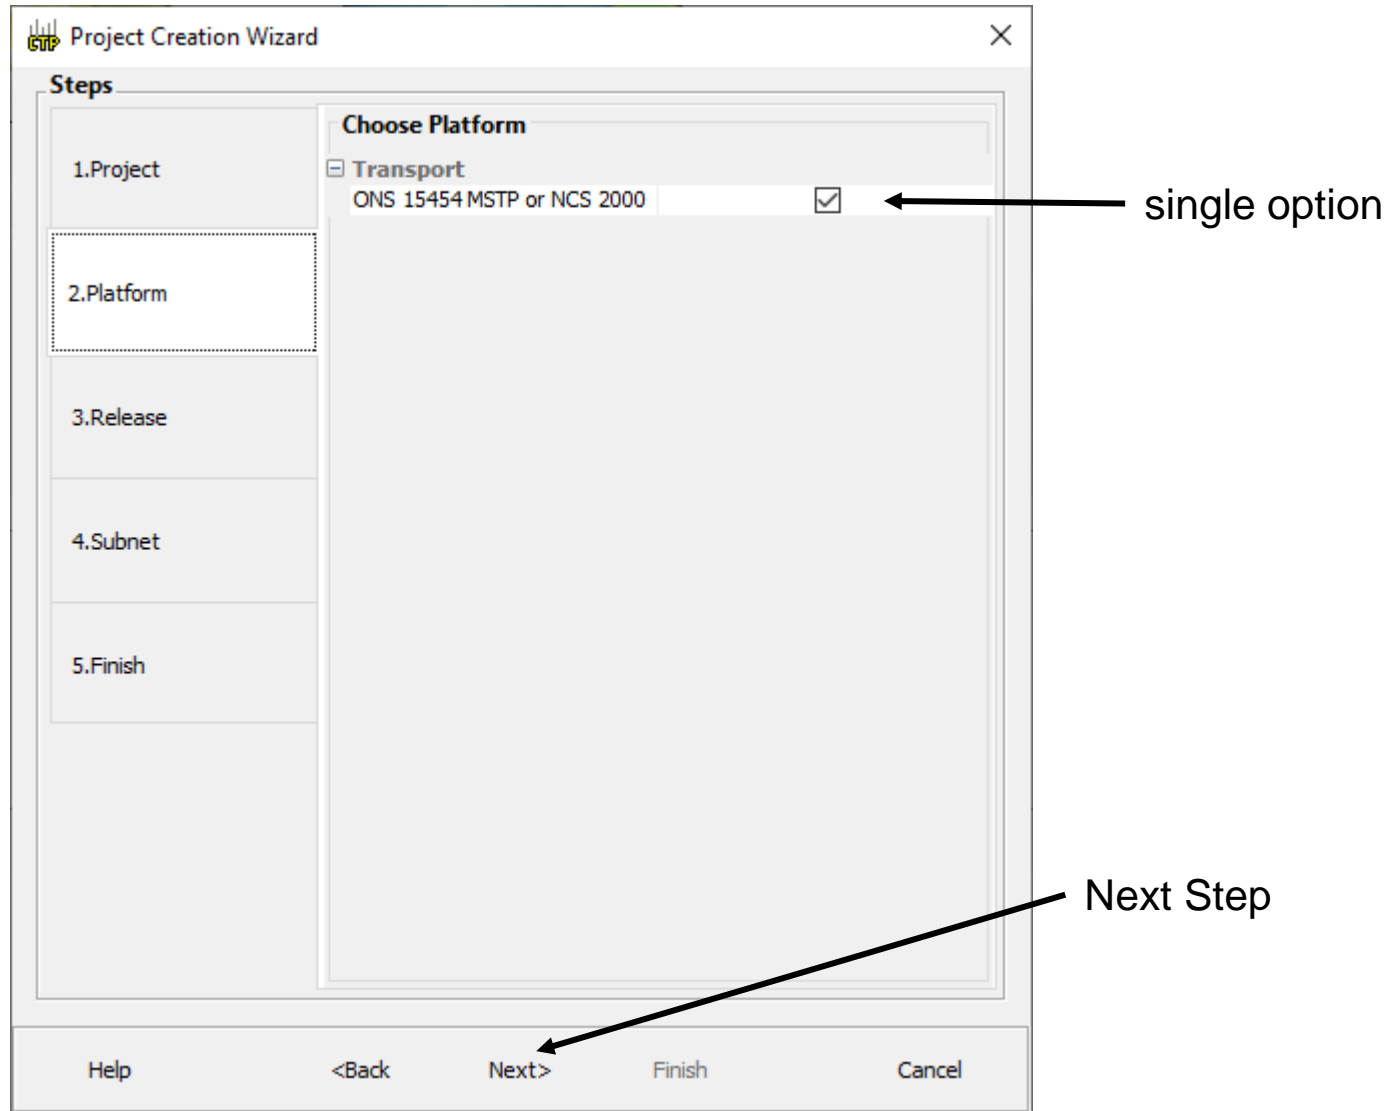 CTP Project Creation Wizard
Steps
Choose Platform
1.Project
Transport
ONS 15454 MSTP or NCS 2000
single option
2.Platform
3.Release
4.Subnet
5.Finish
Next Step
Help <Back Next> Finish Cancel